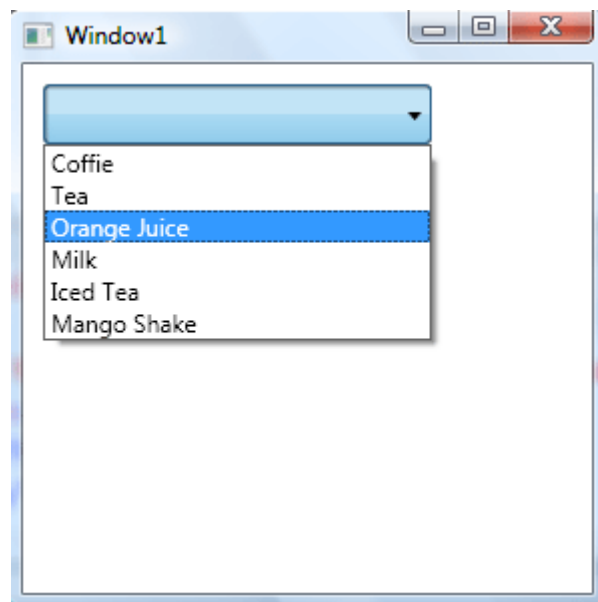 Window1
Coffie
Tea
Orange Juice
Milk
Iced Tea
Mango Shake